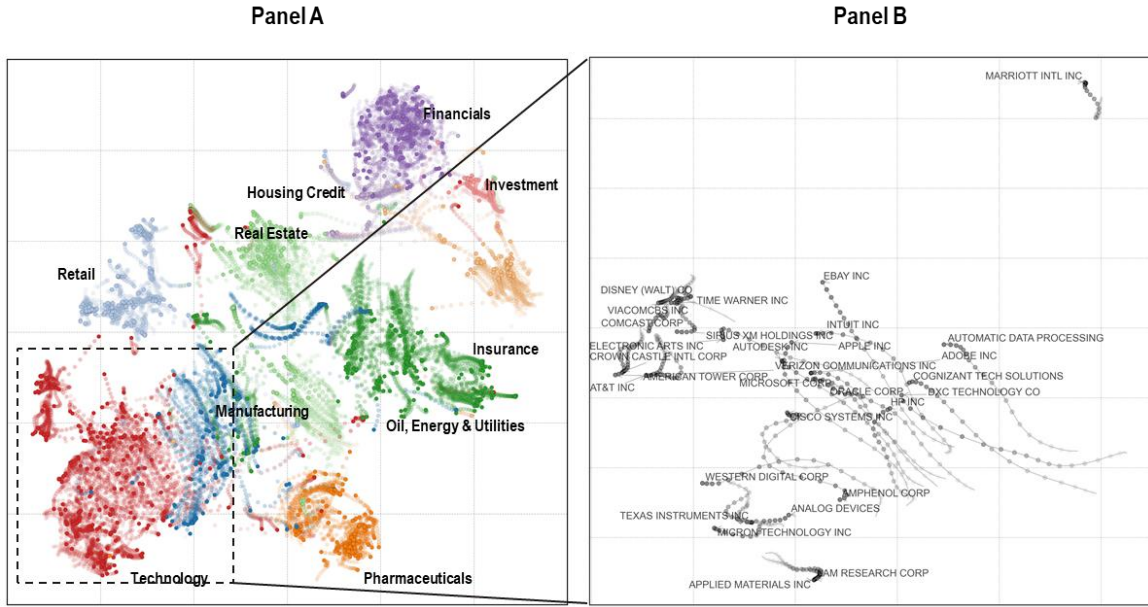 Panel A
Panel B
Financials
Housing Credit
Investment
Real Estate
Retail
Insurance
Manufacturing
Oil, Energy & Utilities
Technology
Pharmaceuticals
MARRIOTT INTL INC
EBAY INC
DISNEY (WALT) CO
TIME WARNER INC
VIACOMCBS INC
COMCAST CORP
INTUIT INC
SIRIUS XM HOLDINGS INC
AUTOMATIC DATA PROCESSING
ELECTRONIC ARTS INC
AUTODESK INC
APPLE INC
ADOBE INC
CROWN CASTLE INTL CORP
VERIZON COMMUNICATIONS INC
AMERICAN TOWER CORP
COGNIZANT TECH SOLUTIONS
AT&T INC
MICROSOFT CORP
ORACLE CORP
DXC TECHNOLOGY CO
HP INC
CISCO SYSTEMS INC
WESTERN DIGITAL CORP
AMPHENOL CORP
TEXAS INSTRUMENTS INC
ANALOG DEVICES
MICRON TECHNOLOGY INC
LAM RESEARCH CORP
APPLIED MATERIALS INC